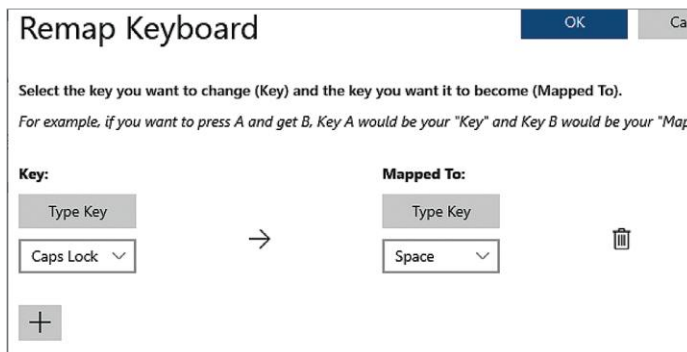 Remap Keyboard
OK
Ca
Select the key you want to change (Key) and the key you want it to become (Mapped To).
For example, if you want to press A and get B, Key A would be your "Key" and Key B would be your "Map
Key:
Mapped To:
Type Key
Type Key
Caps Lock
Space